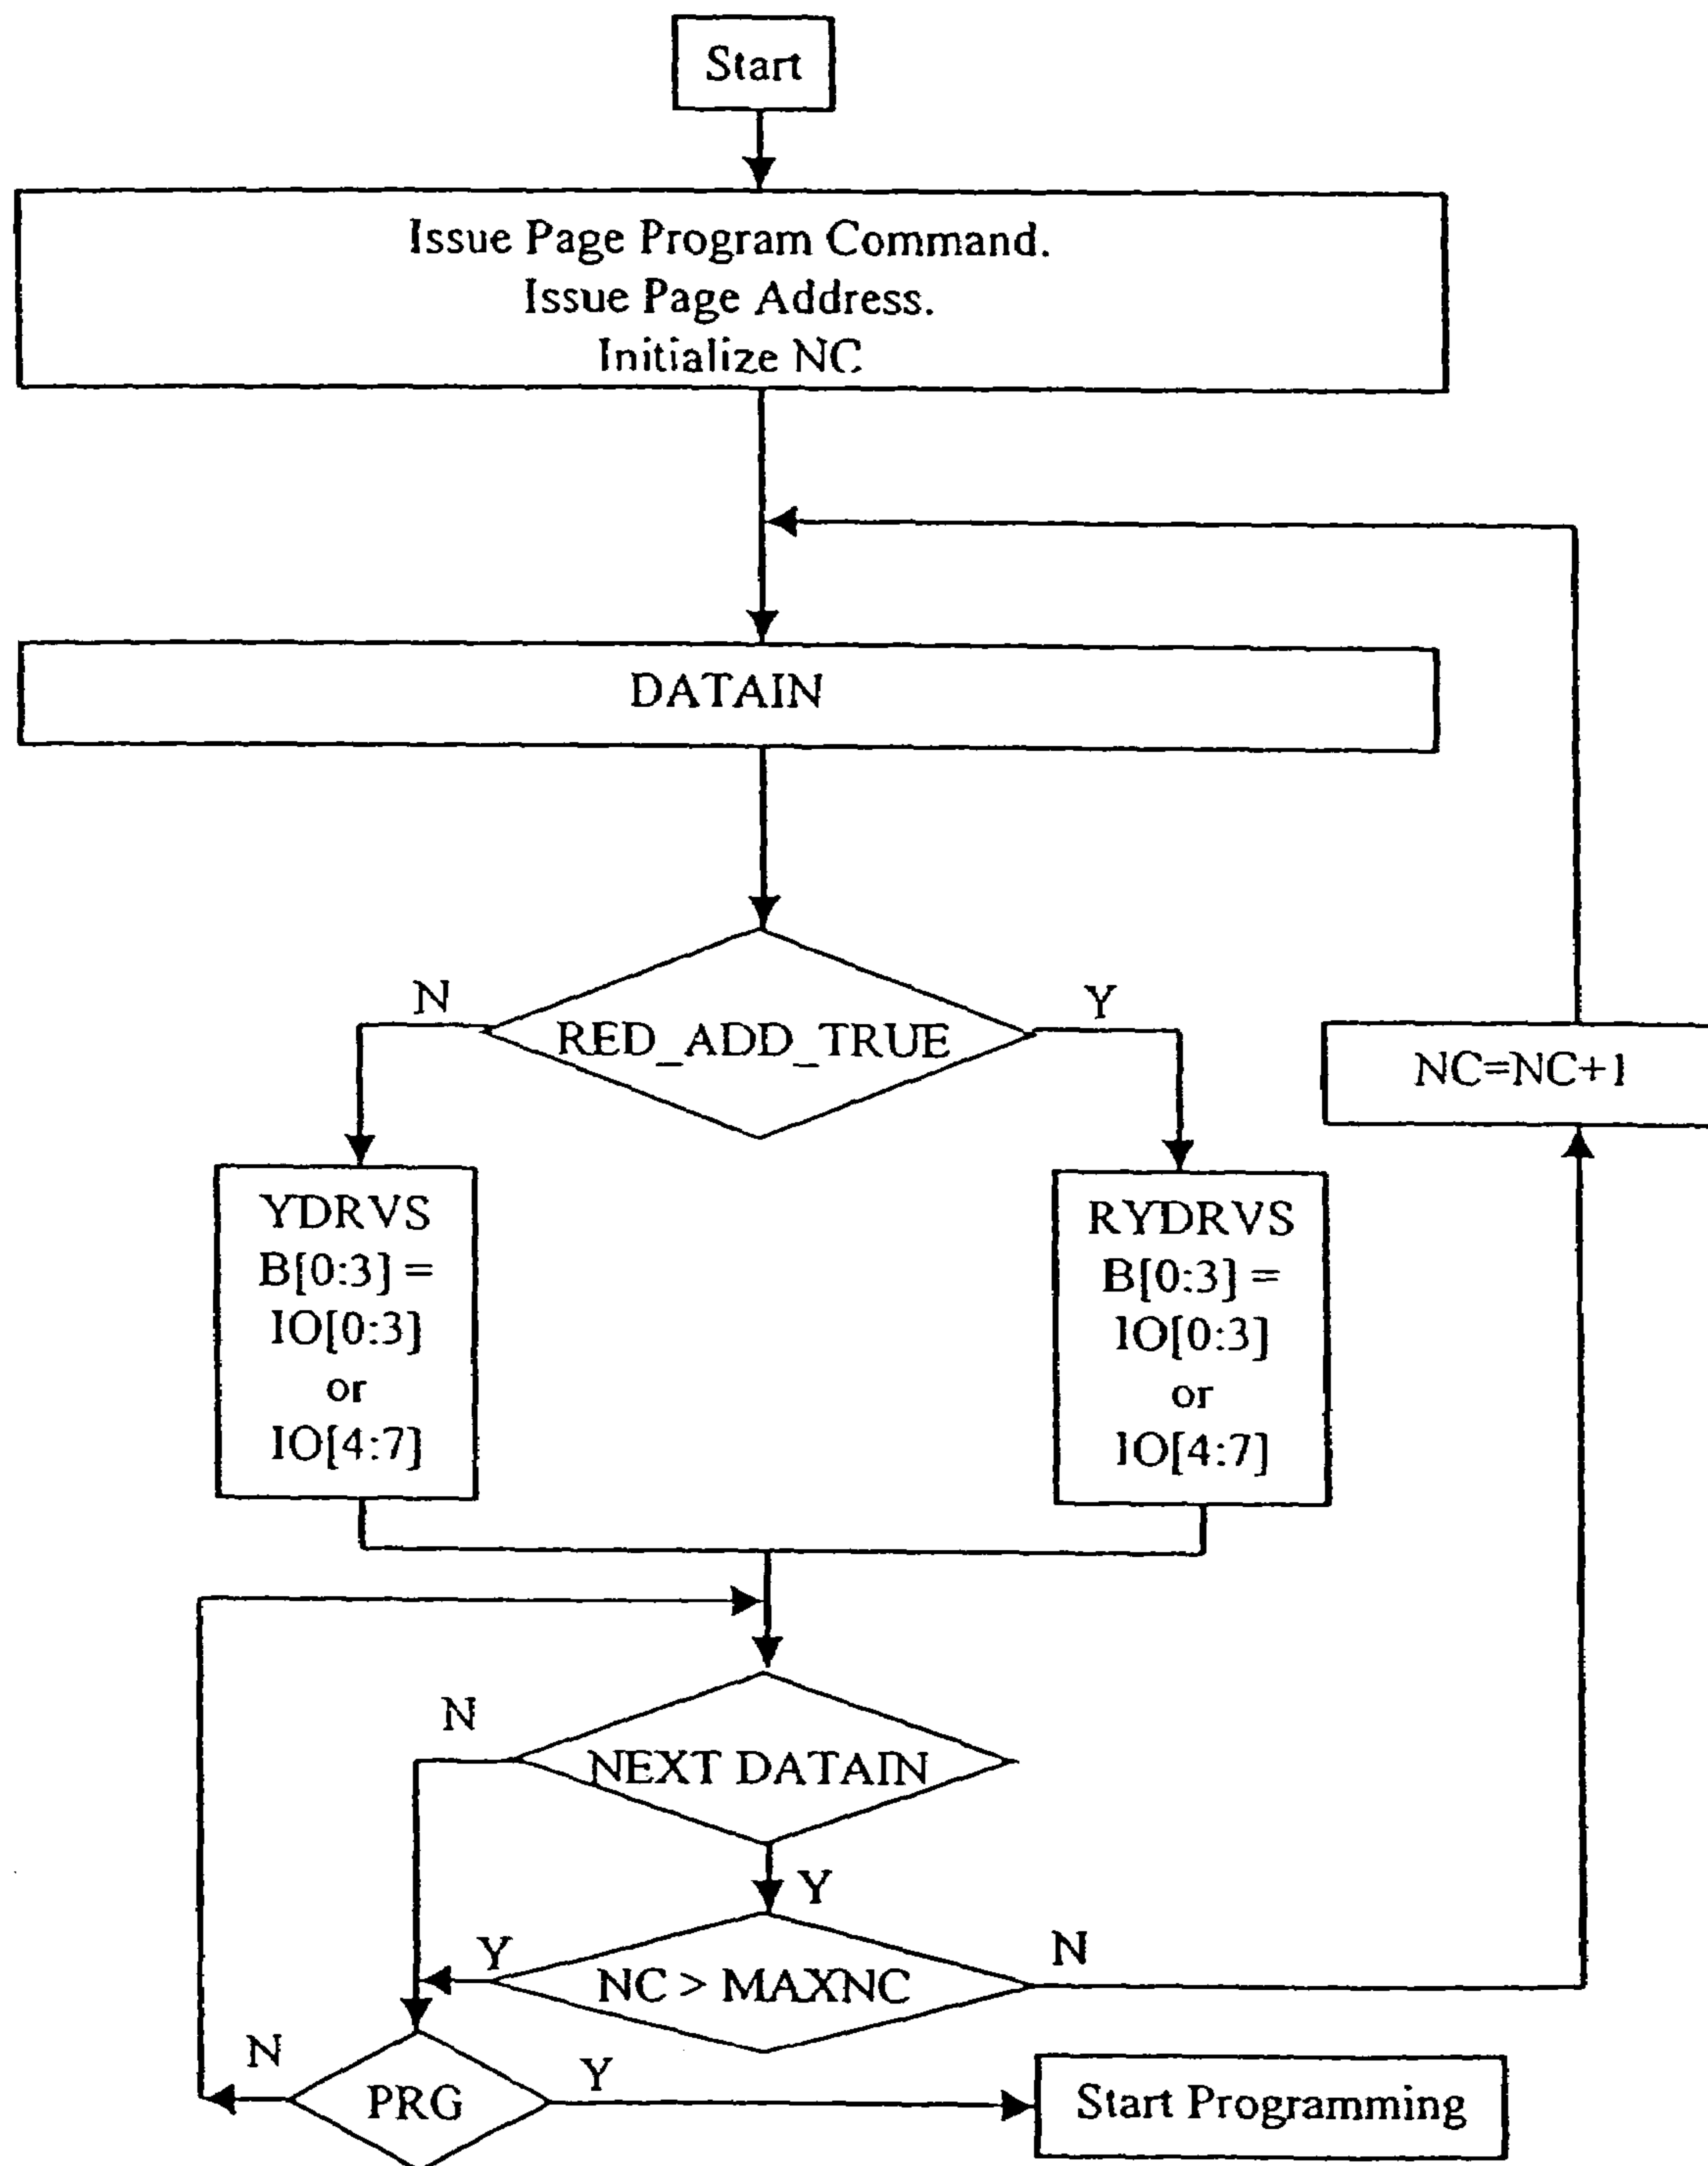 Start
Issue Page Program Command.
Issue Page Address.
Initialize NC
DATAIN
N
Y
RED_ADD_TRUE
NC=NC+1
YDRVS
B[0:3] =
IO[0:3]
or
IO[4:7]
RYDRVS
B[0:3] =
IO[0:3]
or
IO[4:7]
N
NEXT DATAIN
Y
Y
N
NC > MAXNC
N
Y
PRG
Start Programming